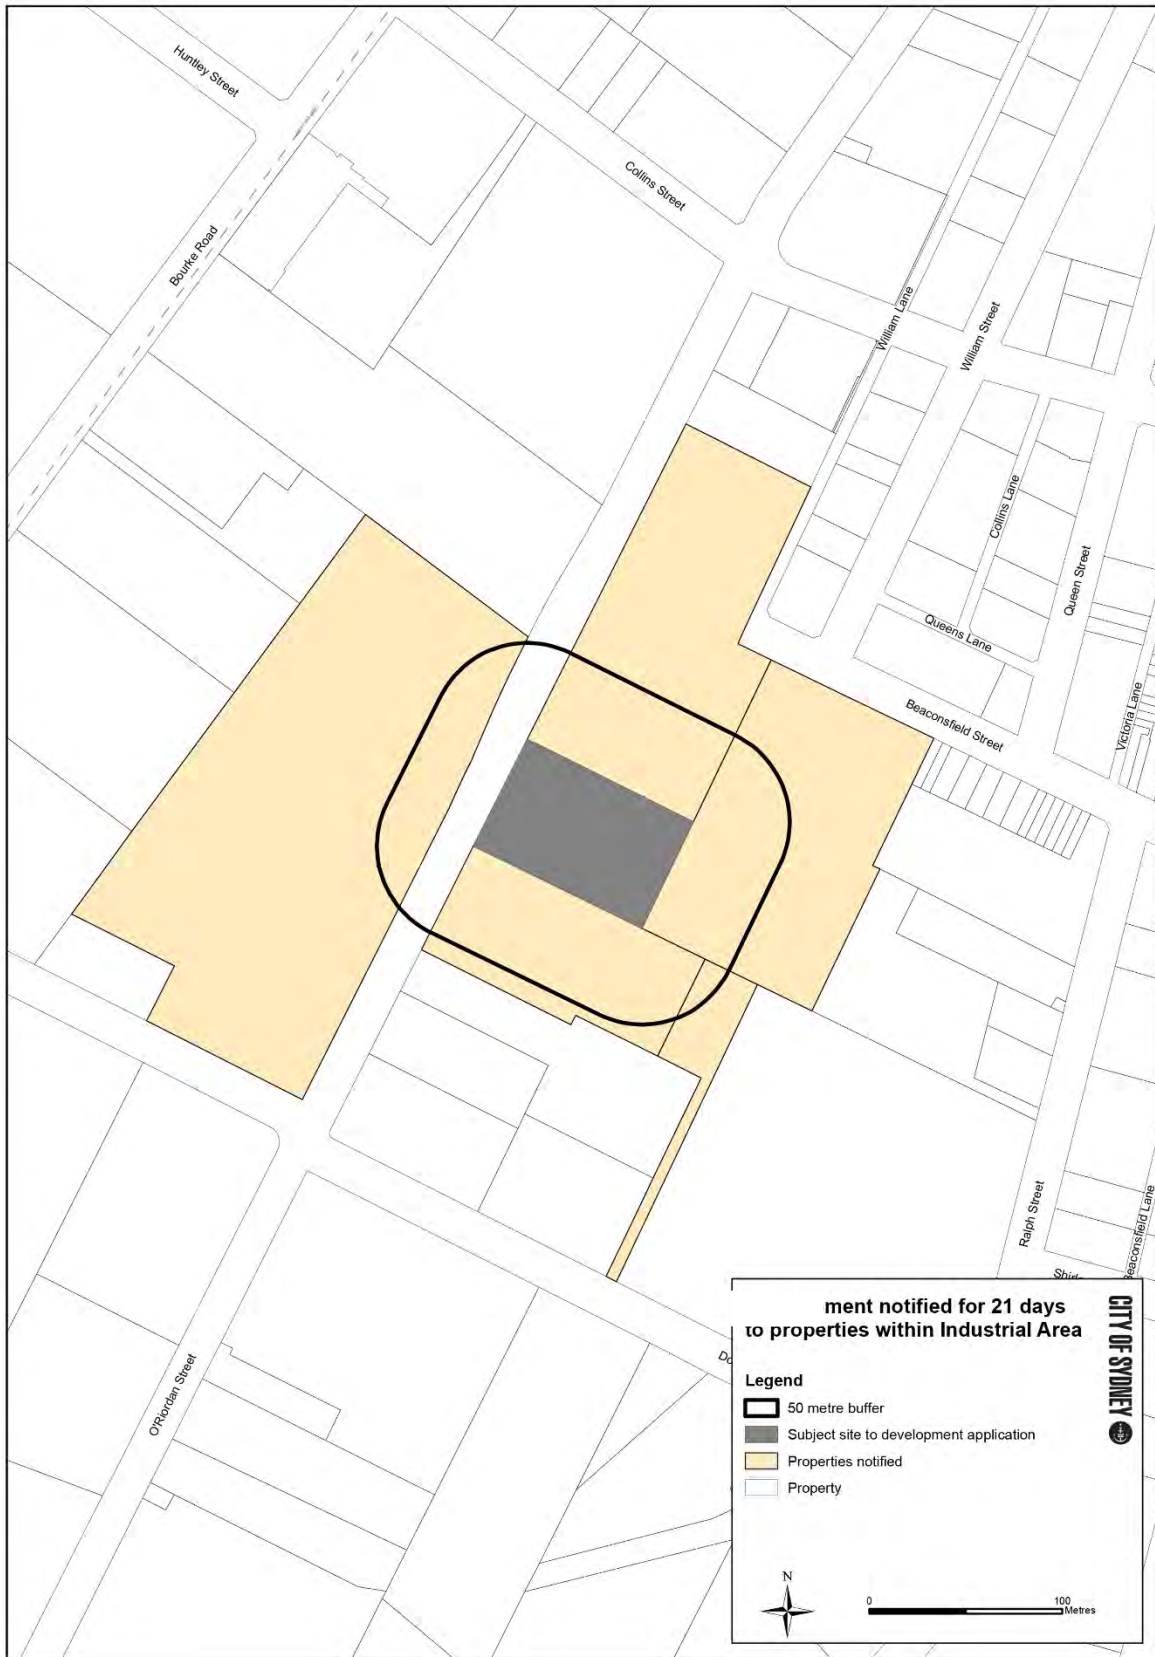 Huntley Street
Collins Street
Bourke Road
William Lane
William Street
Collins Lane
Queen Street
Queens Lane
Victoria Lane
Beaconsfield Street
Ralph Street
Beaconsfield Lane
O'Riordan Street
ment notified for 21 days
to properties within Industrial Area
CITY OF SYDNEY
Legend
50 metre buffer
Subject site to development application
Properties notified
Property
N
0 100
Metres